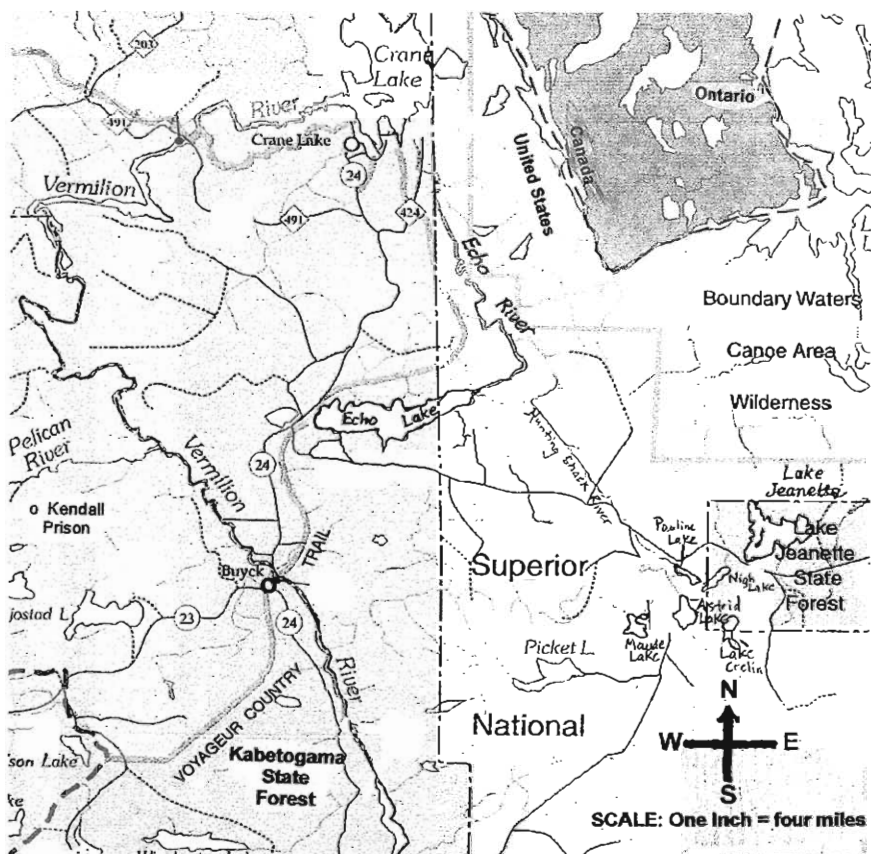 203
Crane
Lake
River
491
Crane Lake
24
Vermilion
491
424
Echo
River
United States
Canada
Ontario
Boundary Waters
Canoe Area
Wilderness
Echo Lake
Pelican
River
Vermilion
24
Hunting Shack River
o Kendall
Prison
Lake
Jeanette
Lake
Jeanette
State
Forest
Pauline
Lake
Nigh Lake
Astrid
Lake
Maude
Lake
Lake
Crelin
Superior
National
Picket L
Buyck
TRAIL
jostad L
23
24
River
VOYAGEUR COUNTRY
Kabetogama
State
Forest
son Lake
ke
N
W E
S
SCALE: One Inch = four miles